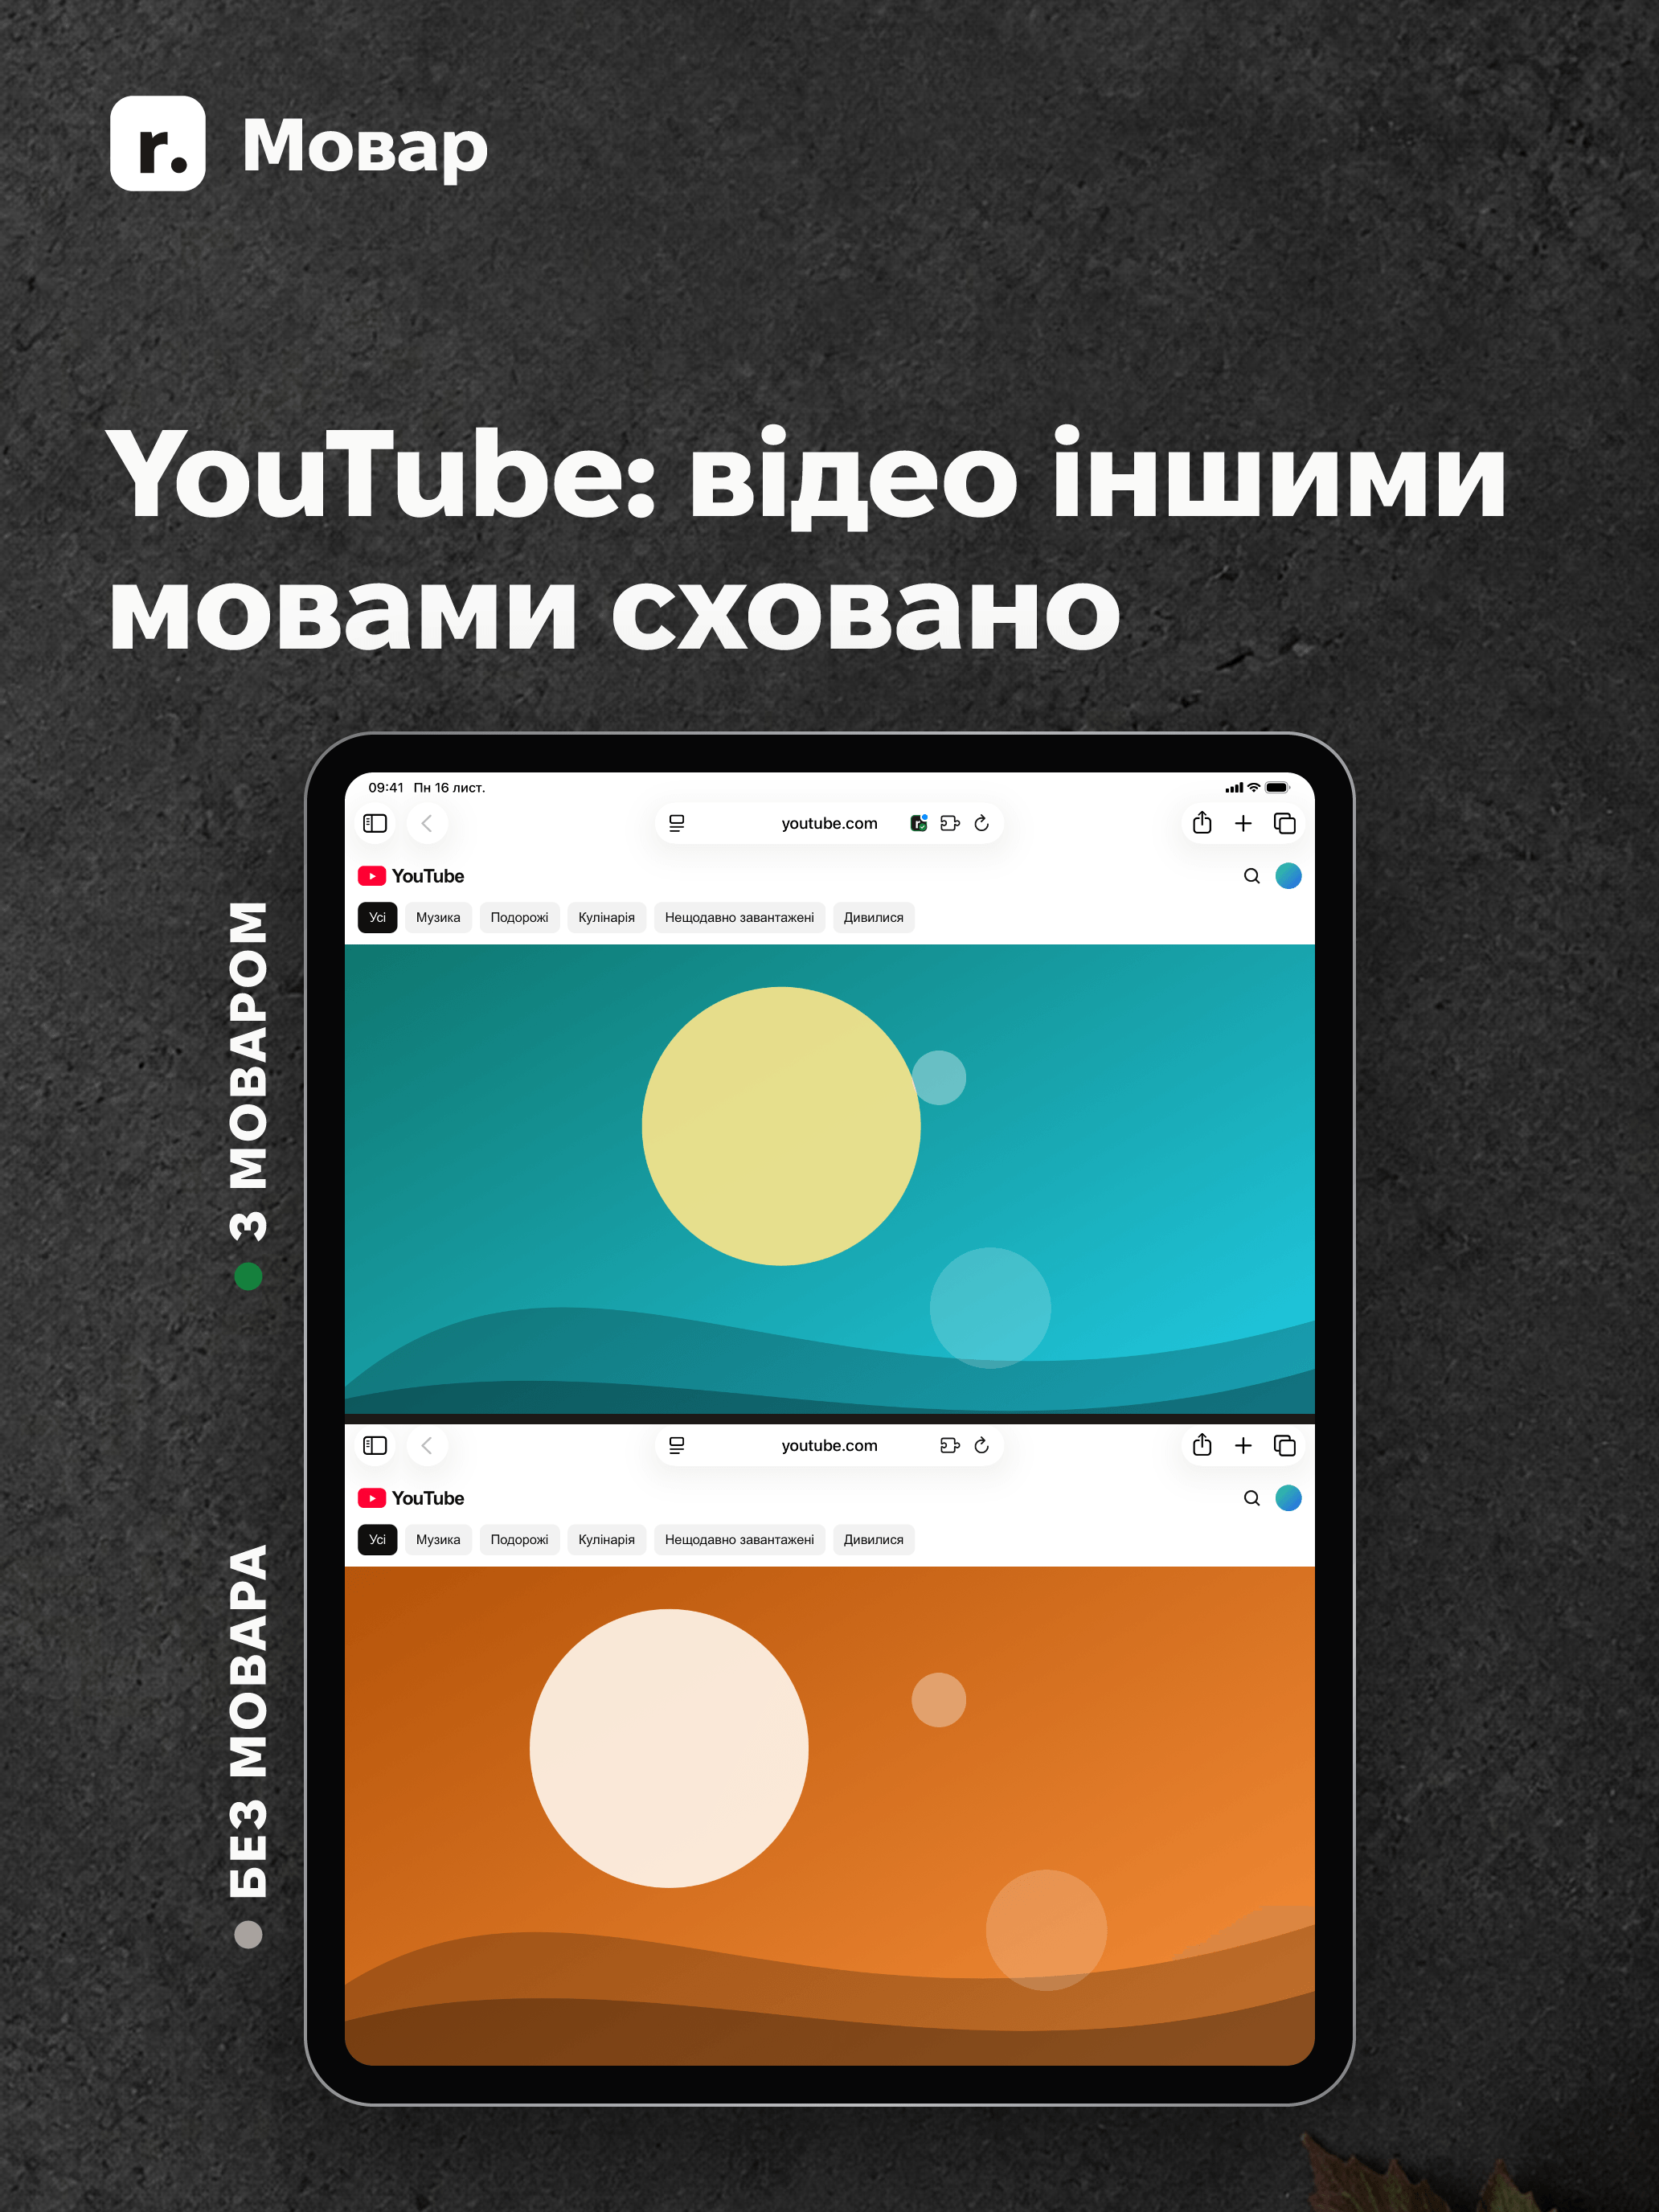 r. Мовар
YouTube: відео іншими
мовами сховано
З МОВАРОМ
09:41 Пн 16 лист.
youtube.com
YouTube
Усі Музика Подорожі Кулінарія Нещодавно завантажені Дивилися
БЕЗ МОВАРА
youtube.com
YouTube
Усі Музика Подорожі Кулінарія Нещодавно завантажені Дивилися